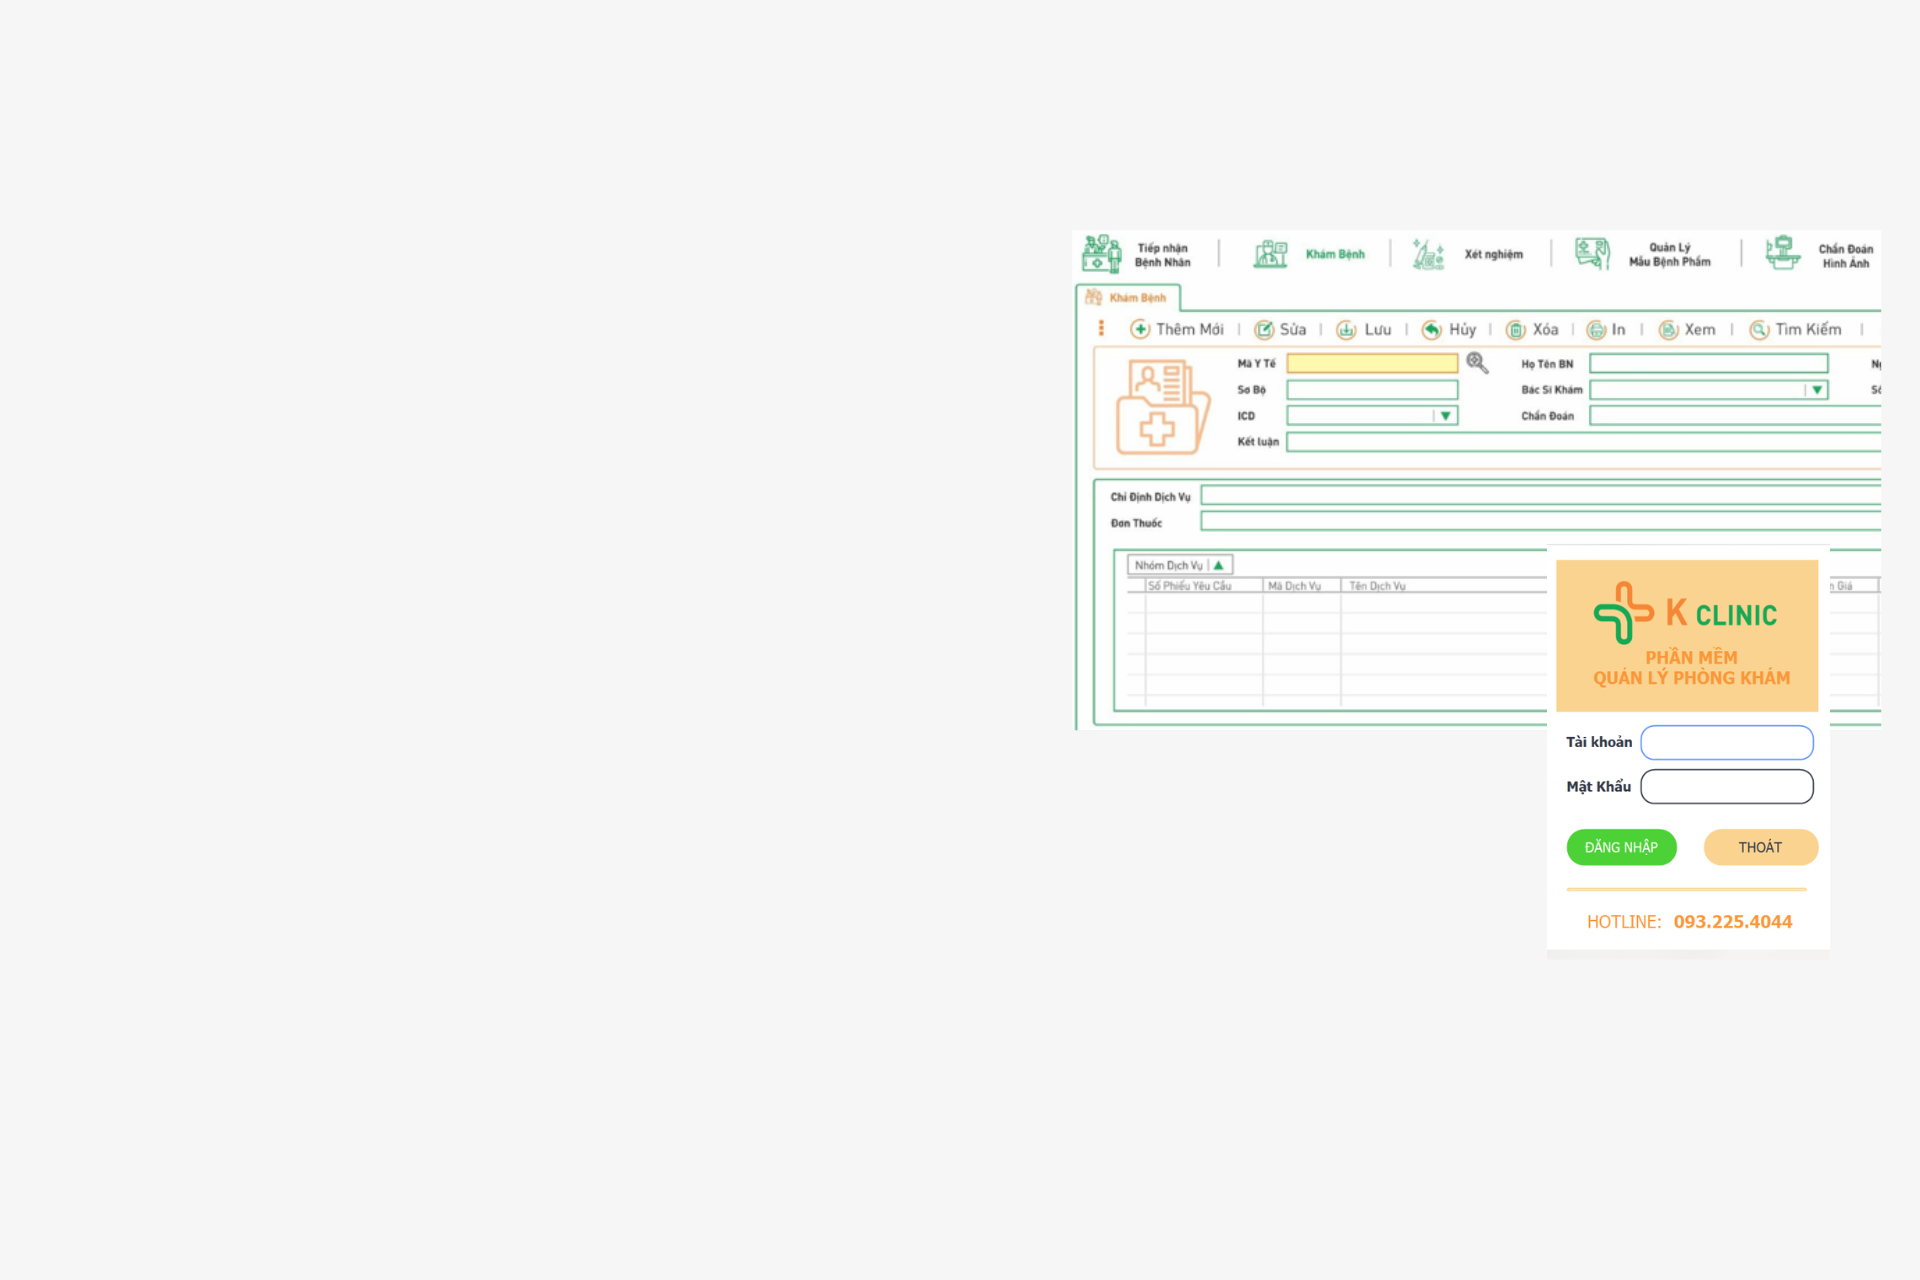 Tiếp nhận
Bệnh Nhân
Khám Bệnh
Xét nghiệm
Quản Lý
Mẫu Bệnh Phẩm
Chẩn Đoán
Hình Ảnh
Khám Bệnh
Thêm Mới
Sửa
Lưu
Hủy
Xóa
In
Xem
Tìm Kiếm
Mã Y Tế
Họ Tên BN
Sơ Bộ
Bác Sĩ Khám
ICD
Chẩn Đoán
Kết luận
Chỉ Định Dịch Vụ
Đơn Thuốc
Nhóm Dịch Vụ
Số Phiếu Yêu Cầu
Mã Dịch Vụ
Tên Dịch Vụ
Giá
K CLINIC
PHẦN MỀM
QUẢN LÝ PHÒNG KHÁM
Tài khoản
Mật Khẩu
ĐĂNG NHẬP
THOÁT
HOTLINE: 093.225.4044